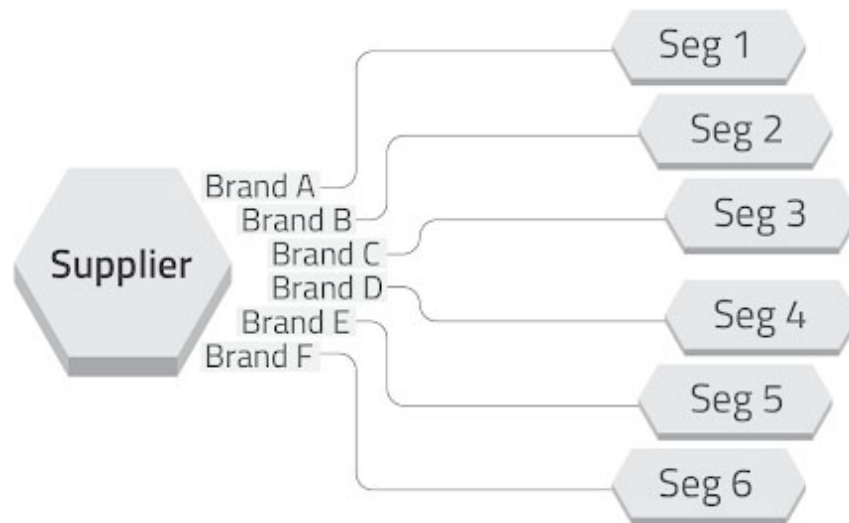 Supplier
Brand A
Brand B
Brand C
Brand D
Brand E
Brand F
Seg 1
Seg 2
Seg 3
Seg 4
Seg 5
Seg 6